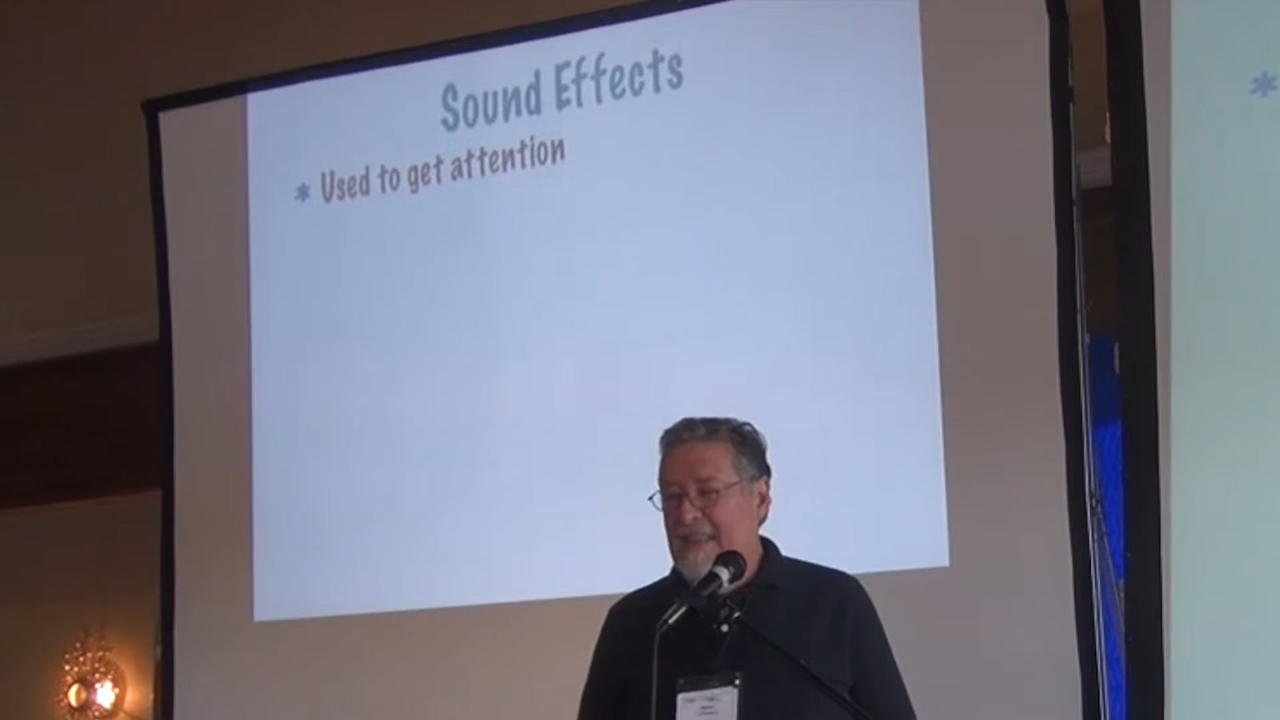 Sound Effects
* Used to get attention
*